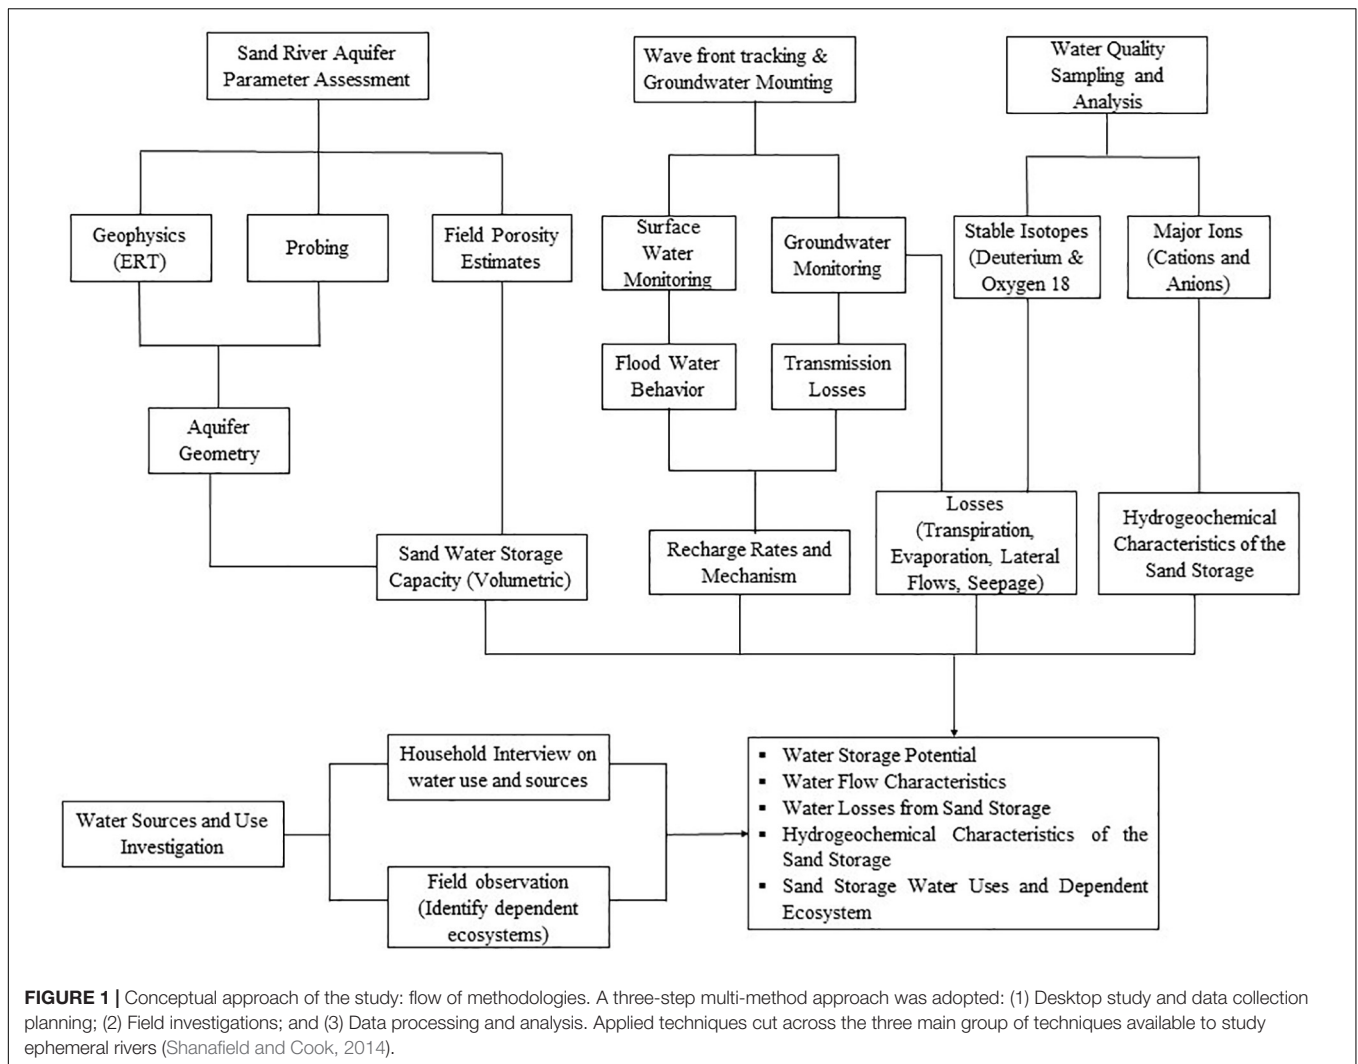 Sand River Aquifer
Parameter Assessment
Wave front tracking &
Groundwater Mounting
Water Quality
Sampling and
Analysis
Geophysics
(ERT)
Probing
Field Porosity
Estimates
Surface
Water
Monitoring
Groundwater
Monitoring
Stable Isotopes
(Deuterium &
Oxygen 18
Major Ions
(Cations and
Anions)
Flood Water
Behavior
Transmission
Losses
Aquifer
Geometry
Sand Water Storage
Capacity (Volumetric)
Recharge Rates and
Mechanism
Losses
(Transpiration,
Evaporation, Lateral
Flows, Seepage)
Hydrogeochemical
Characteristics of the
Sand Storage
Water Sources and Use
Investigation
Household Interview on
water use and sources
Field observation
(Identify dependent
ecosystems)
▪ Water Storage Potential
▪ Water Flow Characteristics
▪ Water Losses from Sand Storage
▪ Hydrogeochemical Characteristics of the
Sand Storage
▪ Sand Storage Water Uses and Dependent
Ecosystem
FIGURE 1 | Conceptual approach of the study: flow of methodologies. A three-step multi-method approach was adopted: (1) Desktop study and data collection
planning; (2) Field investigations; and (3) Data processing and analysis. Applied techniques cut across the three main group of techniques available to study
ephemeral rivers (Shanafield and Cook, 2014).